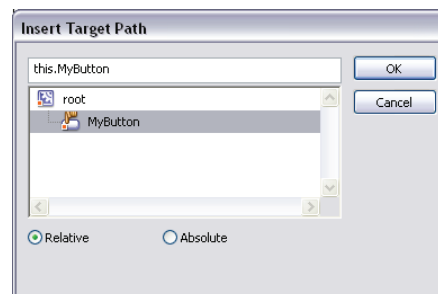 Insert Target Path
this.MyButton
OK
root
Cancel
MyButton
Relative
Absolute